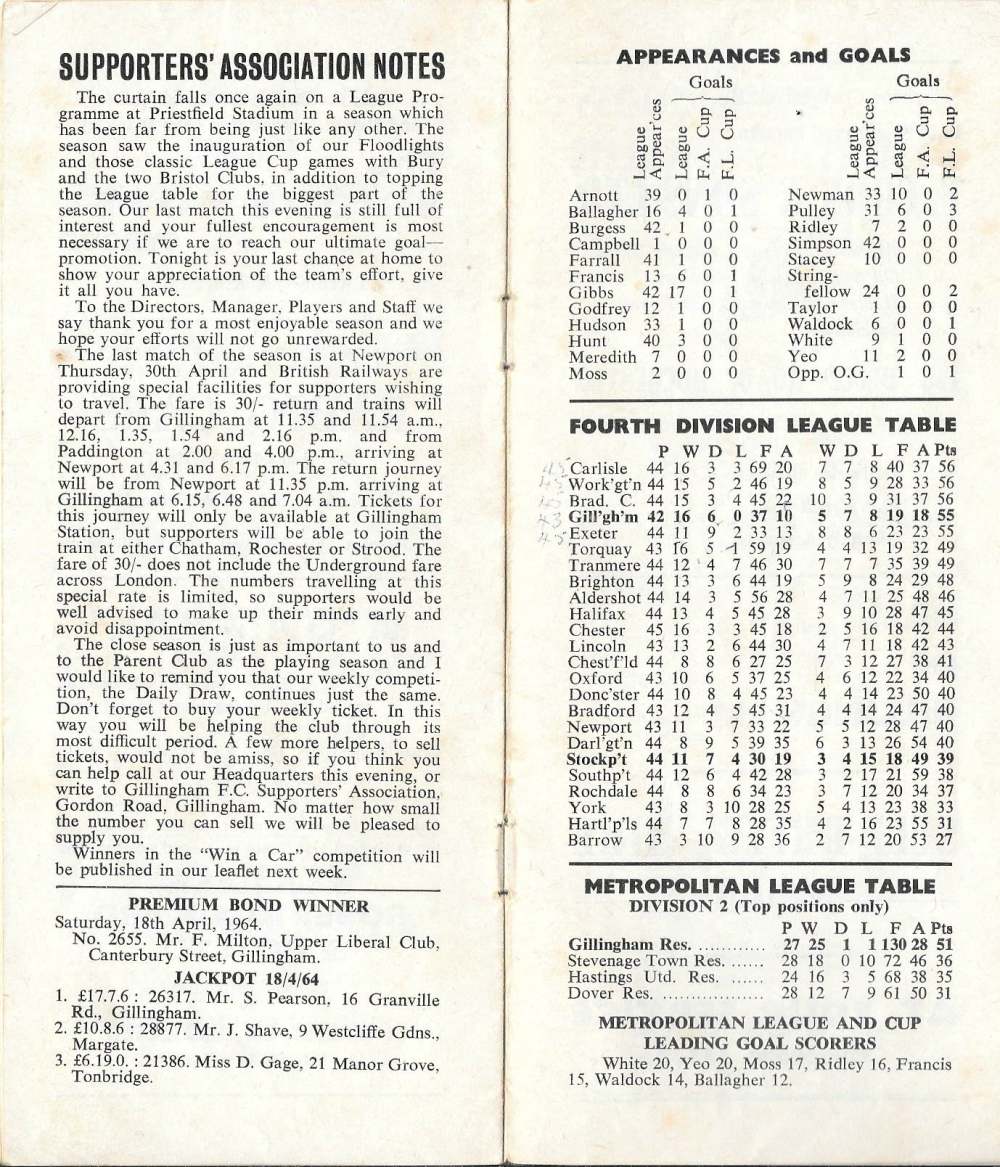 SUPPORTERS' ASSOCIATION NOTES
The curtain falls once again on a League Pro-
gramme at Priestfield Stadium in a season which
has been far from being just like any other. The
season saw the inauguration of our Floodlights
and those classic League Cup games with Bury
and the two Bristol Clubs, in addition to topping
the League table for the biggest part of the
season. Our last match this evening is still full of
interest and your fullest encouragement is most
necessary if we are to reach our ultimate goal—
promotion. Tonight is your last chance at home to
show your appreciation of the team's effort, give
it all you have.
To the Directors, Manager, Players and Staff we
say thank you for a most enjoyable season and we
hope your efforts will not go unrewarded.
The last match of the season is at Newport on
Thursday, 30th April and British Railways are
providing special facilities for supporters wishing
to travel. The fare is 30/- return and trains will
depart from Gillingham at 11.35 and 11.54 a.m.,
12.16, 1.35, 1.54 and 2.16 p.m. and from
Paddington at 2.00 and 4.00 p.m., arriving at
Newport at 4.31 and 6.17 p.m. The return journey
will be from Newport at 11.35 p.m. arriving at
Gillingham at 6.15, 6.48 and 7.04 a.m. Tickets for
this journey will only be available at Gillingham
Station, but supporters will be able to join the
train at either Chatham, Rochester or Strood. The
fare of 30/- does not include the Underground fare
across London. The numbers travelling at this
special rate is limited, so supporters would be
well advised to make up their minds early and
avoid disappointment.
The close season is just as important to us and
to the Parent Club as the playing season and I
would like to remind you that our weekly competi-
tion, the Daily Draw, continues just the same.
Don't forget to buy your weekly ticket. In this
way you will be helping the club through its
most difficult period. A few more helpers, to sell
tickets, would not be amiss, so if you think you
can help call at our Headquarters this evening, or
write to Gillingham F.C. Supporters' Association,
Gordon Road, Gillingham. No matter how small
the number you can sell we will be pleased to
supply you.
Winners in the "Win a Car" competition will
be published in our leaflet next week.
PREMIUM BOND WINNER
Saturday, 18th April, 1964.
No. 2655. Mr. F. Milton, Upper Liberal Club,
Canterbury Street, Gillingham.
JACKPOT 18/4/64
1. £17.7.6 : 26317. Mr. S. Pearson, 16 Granville
Rd., Gillingham.
2. £10.8.6 : 28877. Mr. J. Shave, 9 Westcliffe Gdns.,
Margate.
3. £6.19.0. : 21386. Miss D. Gage, 21 Manor Grove,
Tonbridge.
APPEARANCES and GOALS
Goals
League Appear'ces League F.A. Cup F.L. Cup
Arnott 39 0 1 0
Ballagher 16 4 0 1
Burgess 42 1 0 0
Campbell 1 0 0 0
Farrall 41 1 0 0
Francis 13 6 0 1
Gibbs 42 17 0 1
Godfrey 12 1 0 0
Hudson 33 1 0 0
Hunt 40 3 0 0
Meredith 7 0 0 0
Moss 2 0 0 0
Goals
League Appear'ces League F.A. Cup F.L. Cup
Newman 33 10 0 2
Pulley 31 6 0 3
Ridley 7 2 0 0
Simpson 42 0 0 0
Stacey 10 0 0 0
String-
fellow 24 0 0 2
Taylor 1 0 0 0
Waldock 6 0 0 1
White 9 1 0 0
Yeo 11 2 0 0
Opp. O.G. 1 0 1
FOURTH DIVISION LEAGUE TABLE
P W D L F A W D L F A Pts
Carlisle 44 16 3 3 69 20 7 7 8 40 37 56
Work'gt'n 44 15 5 2 46 19 8 5 9 28 33 56
Brad. C. 44 15 3 4 45 22 10 3 9 31 37 56
Gill'gh'm 42 16 6 0 37 10 5 7 8 19 18 55
Exeter 44 11 9 2 33 13 8 8 6 23 23 55
Torquay 43 16 5 1 59 19 4 4 13 19 32 49
Tranmere 44 12 4 7 46 30 7 7 7 35 39 49
Brighton 44 13 3 6 44 19 5 9 8 24 29 48
Aldershot 44 14 3 5 56 28 4 7 11 25 48 46
Halifax 44 13 4 5 45 28 3 9 10 28 47 45
Chester 45 16 3 3 45 18 2 5 16 18 42 44
Lincoln 43 13 2 6 44 30 4 7 11 18 42 43
Chest'f'ld 44 8 8 6 27 25 7 3 12 27 38 41
Oxford 43 10 6 5 37 25 4 6 12 22 34 40
Donc'ster 44 10 8 4 45 23 4 4 14 23 50 40
Bradford 43 12 4 5 45 31 4 4 14 24 47 40
Newport 43 11 3 7 33 22 5 5 12 28 47 40
Darl'gt'n 44 8 9 5 39 35 6 3 13 26 54 40
Stockp't 44 11 7 4 30 19 3 4 15 18 49 39
Southp't 44 12 6 4 42 28 3 2 17 21 59 38
Rochdale 44 8 8 6 34 23 3 7 12 20 34 37
York 43 8 3 10 28 25 5 4 13 23 38 33
Hartl'p'ls 44 7 7 8 28 35 4 2 16 23 55 31
Barrow 43 3 10 9 28 36 2 7 12 20 53 27
METROPOLITAN LEAGUE TABLE
DIVISION 2 (Top positions only)
P W D L F A Pts
Gillingham Res. ............ 27 25 1 1 130 28 51
Stevenage Town Res. ...... 28 18 0 10 72 46 36
Hastings Utd. Res. ...... 24 16 3 5 68 38 35
Dover Res. .................. 28 12 7 9 61 50 31
METROPOLITAN LEAGUE AND CUP
LEADING GOAL SCORERS
White 20, Yeo 20, Moss 17, Ridley 16, Francis
15, Waldock 14, Ballagher 12.